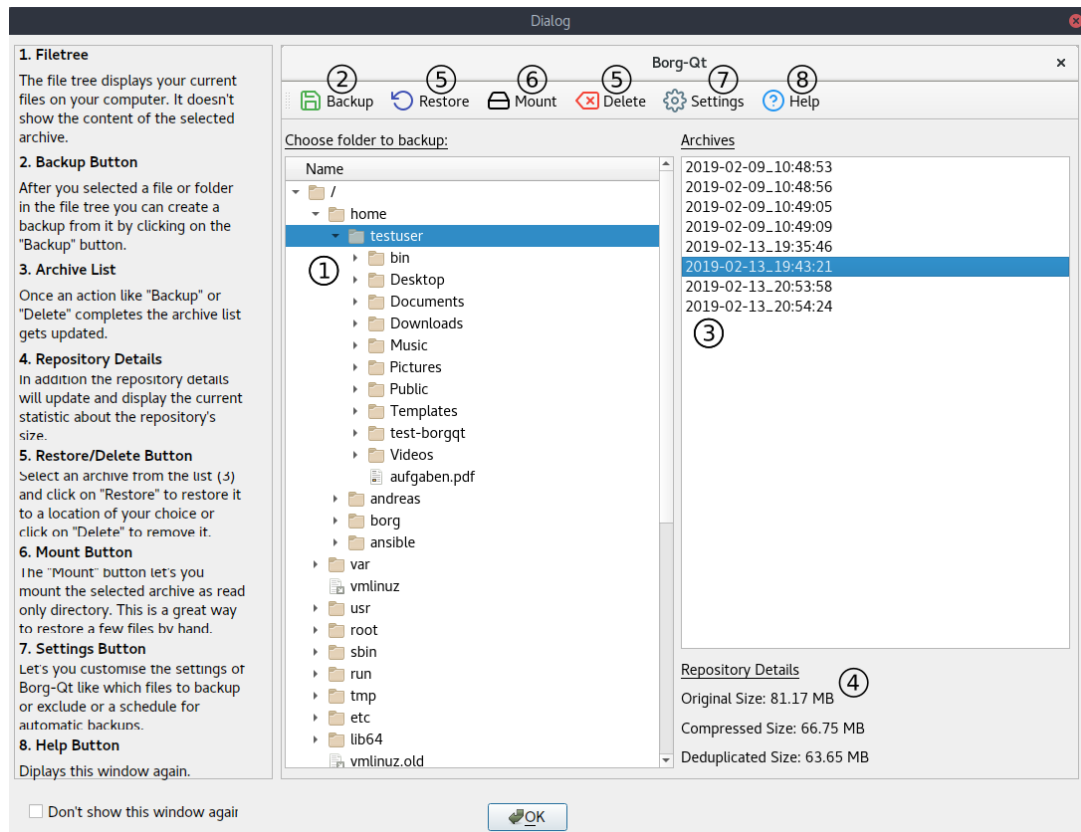 Dialog
1. Filetree
The file tree displays your current
files on your computer. It doesn't
show the content of the selected
archive.
2. Backup Button
After you selected a file or folder
in the file tree you can create a
backup from it by clicking on the
"Backup" button.
3. Archive List
Once an action like "Backup" or
"Delete" completes the archive list
gets updated.
4. Repository Details
In addition the repository details
will update and display the current
statistic about the repository's
size.
5. Restore/Delete Button
Select an archive from the list (3)
and click on "Restore" to restore it
to a location of your choice or
click on "Delete" to remove it.
6. Mount Button
The "Mount" button let's you
mount the selected archive as read
only directory. This is a great way
to restore a few files by hand.
7. Settings Button
Let's you customise the settings of
Borg-Qt like which files to backup
or exclude or a schedule for
automatic backups.
8. Help Button
Diplays this window again.
Borg-Qt
2 5 6 5 7 8
Backup Restore Mount Delete Settings Help
Choose folder to backup:
Name
/
home
testuser
1
bin
Desktop
Documents
Downloads
Music
Pictures
Public
Templates
test-borgqt
Videos
aufgaben.pdf
andreas
borg
ansible
var
vmlinuz
usr
root
sbin
run
tmp
etc
lib64
vmlinuz.old
Archives
2019-02-09_10:48:53
2019-02-09_10:48:56
2019-02-09_10:49:05
2019-02-09_10:49:09
2019-02-13_19:35:46
2019-02-13_19:43:21
2019-02-13_20:53:58
2019-02-13_20:54:24
3
Repository Details
4
Original Size: 81.17 MB
Compressed Size: 66.75 MB
Deduplicated Size: 63.65 MB
Don't show this window again
OK